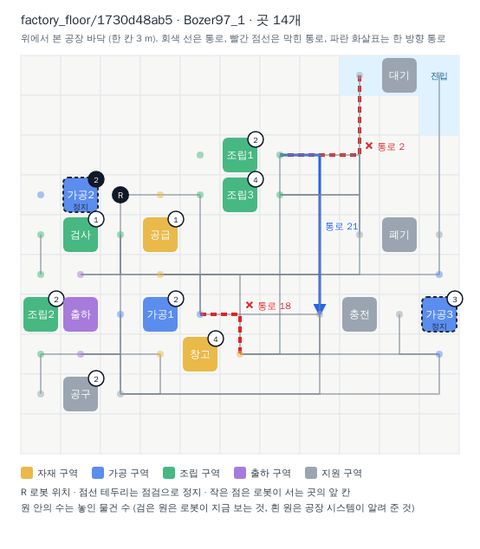 factory_floor/1730d48ab5 · Bozer97_1 · 곳 14개
위에서 본 공장 바닥 (한 칸 3 m). 회색 선은 통로, 빨간 점선은 막힌 통로, 파란 화살표는 한 방향 통로
대기
전립
2
조립1
× 통로 2
4
조립3
2
가공2
정지
R
1
검사
1
공급
통로 21
폐기
2
조립2
출하
2
가공1
× 통로 18
충전
3
가공3
정지
4
창고
2
공구
자재 구역
가공 구역
조립 구역
출하 구역
지원 구역
R 로봇 위치 · 점선 테두리는 점검으로 정지 · 작은 점은 로봇이 서는 곳의 앞 칸
원 안의 수는 놓인 물건 수 (검은 원은 로봇이 지금 보는 것, 흰 원은 공장 시스템이 알려 준 것)